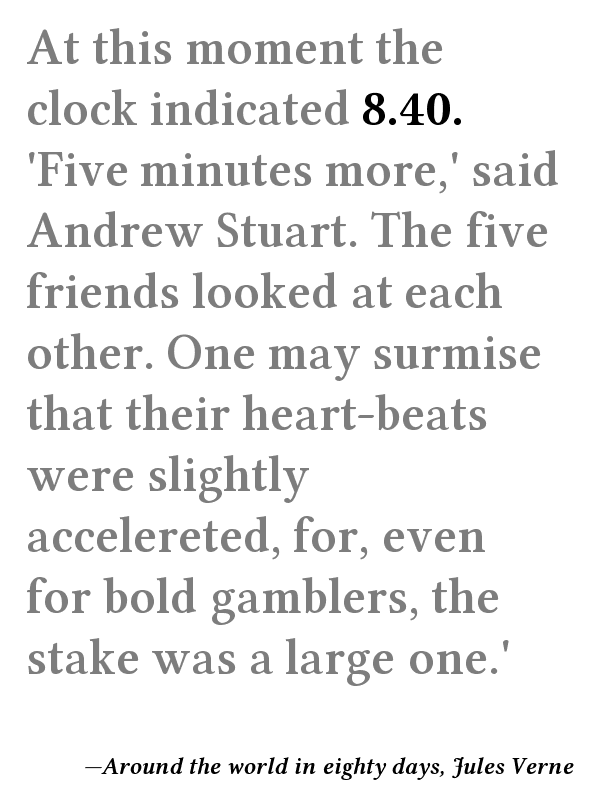 At this moment the
clock indicated 8.40.
'Five minutes more,' said
Andrew Stuart. The five
friends looked at each
other. One may surmise
that their heart-beats
were slightly
accelereted, for, even
for bold gamblers, the
stake was a large one.'
—Around the world in eighty days, Jules Verne